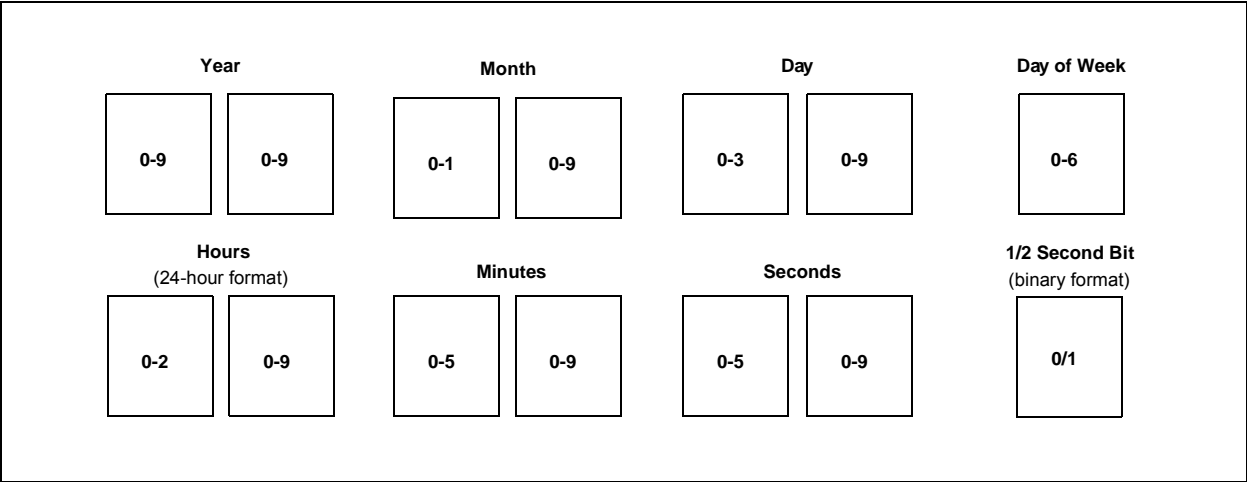 Year
Month
Day
Day of Week
0-9
0-9
0-1
0-9
0-3
0-9
0-6
Hours
(24-hour format)
Minutes
Seconds
1/2 Second Bit
(binary format)
0-2
0-9
0-5
0-9
0-5
0-9
0/1